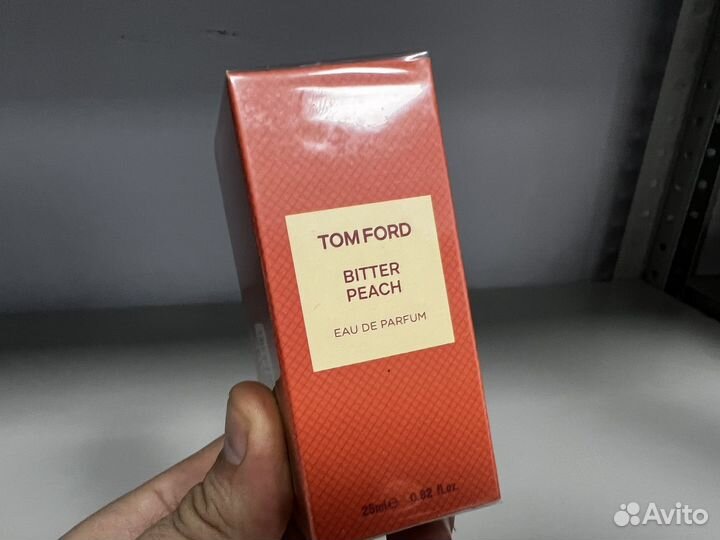 TOM FORD
BITTER
PEACH
EAU DE PARFUM
25ml℮ 0.82 fl.oz.
Avito